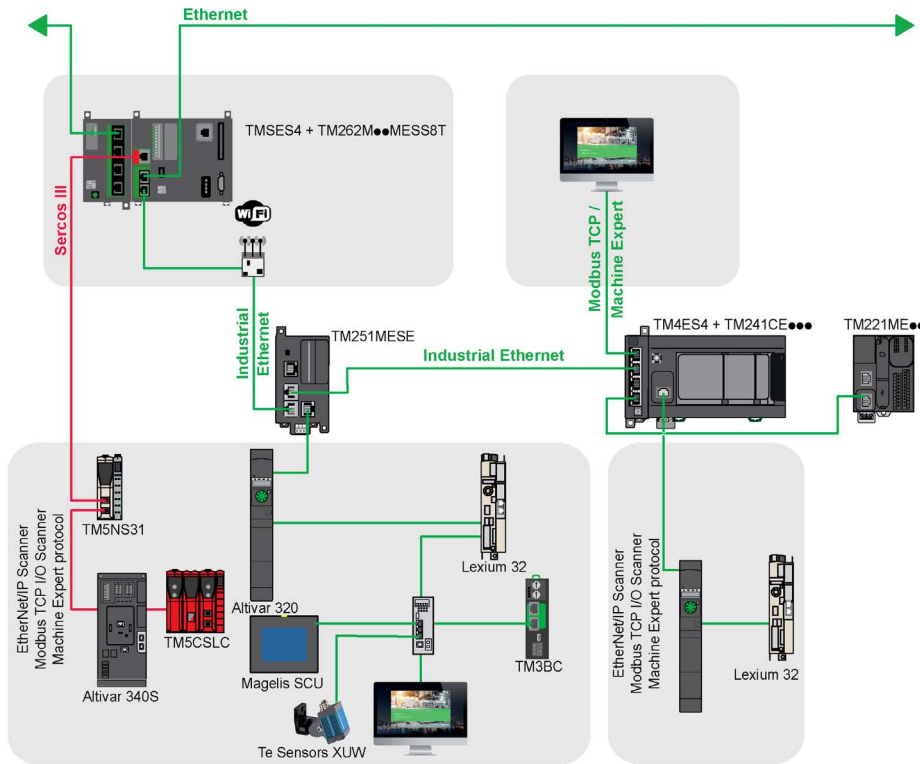 Ethernet
TMSES4 + TM262M●●MESS8T
Sercos III
WiFi
Modbus TCP /
Machine Expert
Industrial
Ethernet
TM251MESE
Industrial Ethernet
TM4ES4 + TM241CE●●●
TM221ME●●
EtherNet/IP Scanner
Modbus TCP I/O Scanner
Machine Expert protocol
TM5NS31
Altivar 340S
TM5CSLC
Altivar 320
Lexium 32
Magelis SCU
TM3BC
Te Sensors XUW
EtherNet/IP Scanner
Modbus TCP I/O Scanner
Machine Expert protocol
Lexium 32